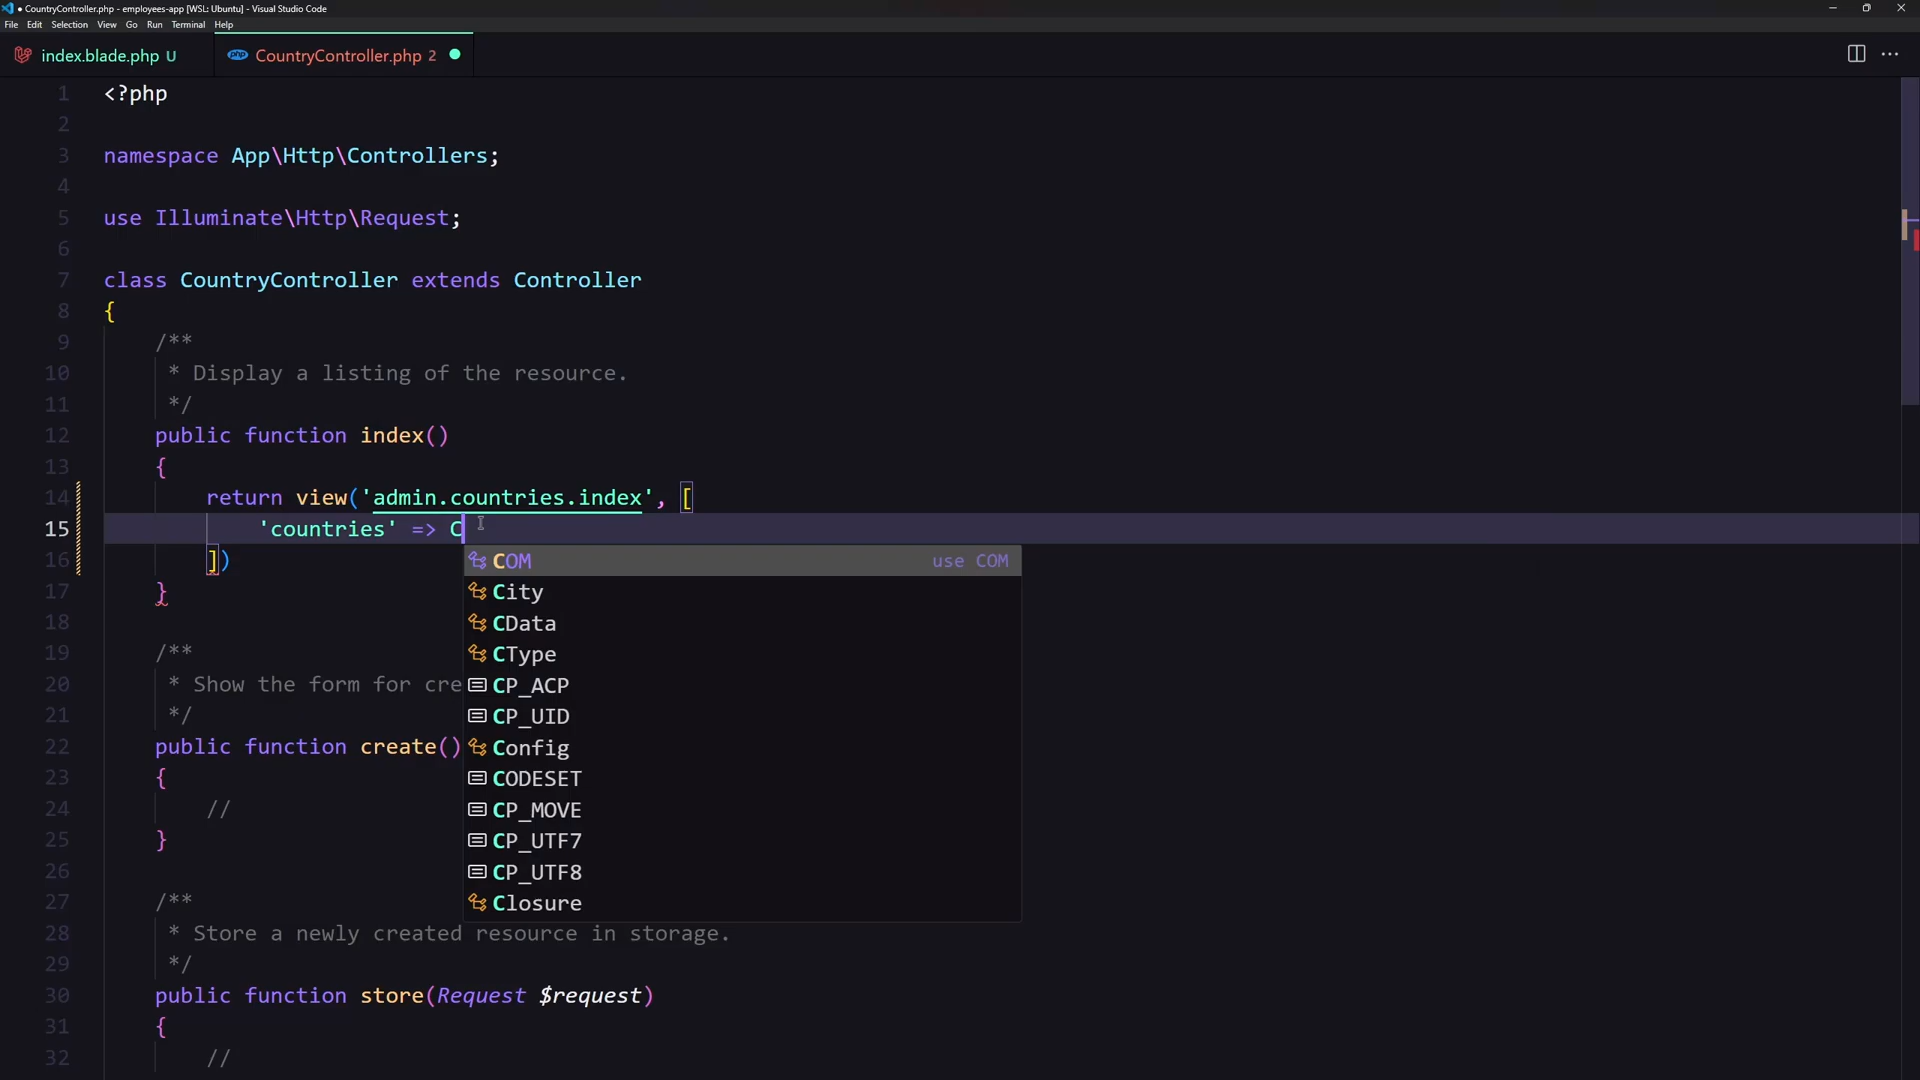 CountryController.php - employees-app [WSL: Ubuntu] - Visual Studio Code
File Edit Selection View Go Run Terminal Help
index.blade.php U
php CountryController.php 2
1 <?php
2
3 namespace App\Http\Controllers;
4
5 use Illuminate\Http\Request;
6
7 class CountryController extends Controller
8 {
9 /**
10 * Display a listing of the resource.
11 */
12 public function index()
13 {
14 return view('admin.countries.index', [
15 'countries' => C
16 ])
17 }
18
19 /**
20 * Show the form for cre
21 */
22 public function create()
23 {
24 //
25 }
26
27 /**
28 * Store a newly created resource in storage.
29 */
30 public function store(Request $request)
31 {
32 //
COM use COM
City
CData
CType
CP_ACP
CP_UID
Config
CODESET
CP_MOVE
CP_UTF7
CP_UTF8
Closure